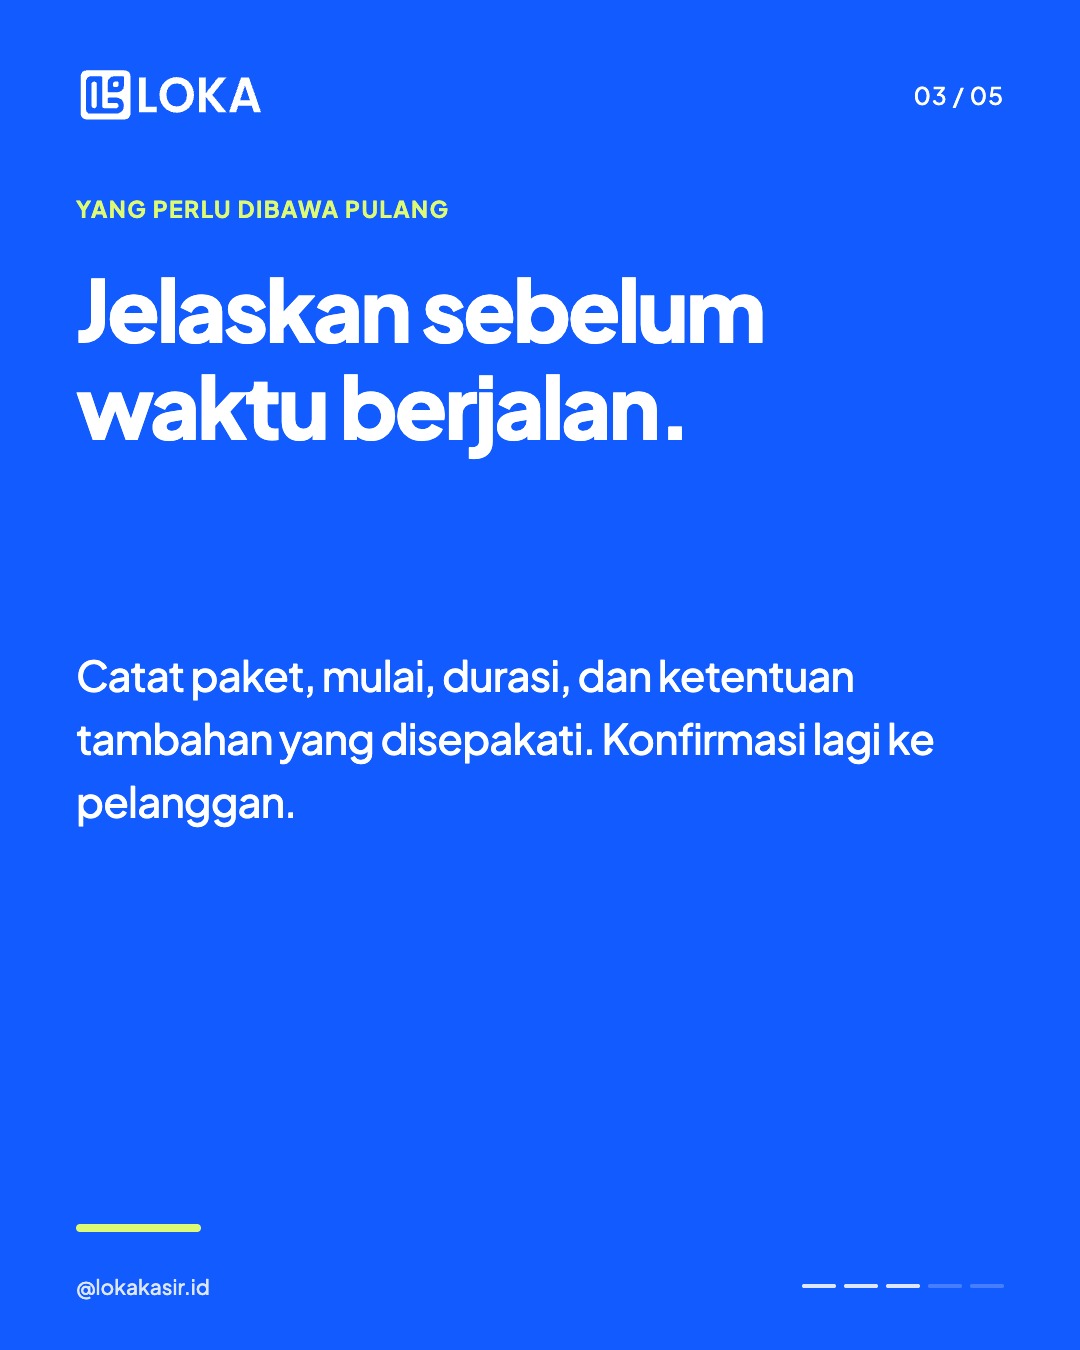 LOKA
03 / 05
YANG PERLU DIBAWA PULANG
Jelaskan sebelum
waktu berjalan.
Catat paket, mulai, durasi, dan ketentuan
tambahan yang disepakati. Konfirmasi lagi ke
pelanggan.
@lokakasir.id